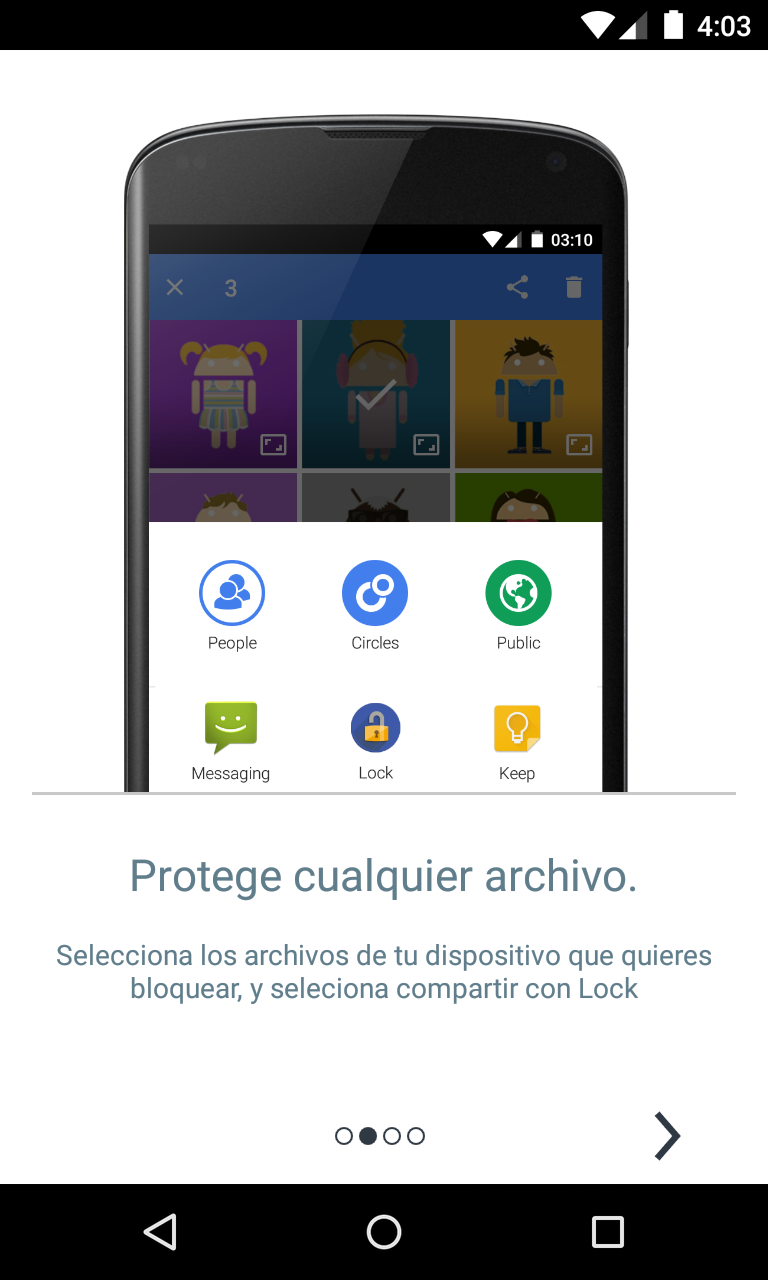 4:03
03:10
3
People Circles Public
Messaging Lock Keep
Protege cualquier archivo.
Selecciona los archivos de tu dispositivo que quieres
bloquear, y seleciona compartir con Lock